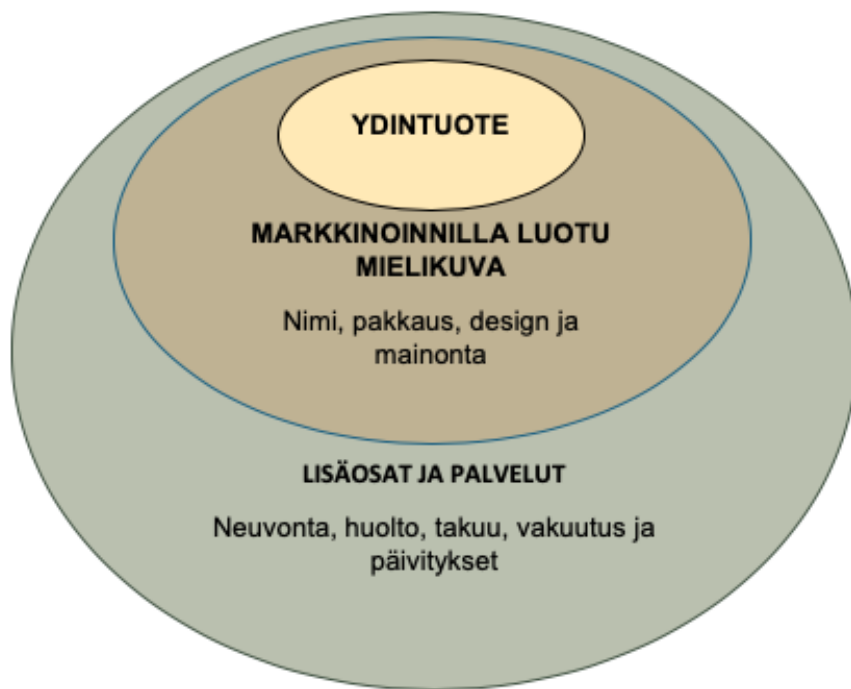 YDINTUOTE
MARKKINOINNILLA LUOTU
MIELIKUVA
Nimi, pakkaus, design ja
mainonta
LISÄOSAT JA PALVELUT
Neuvonta, huolto, takuu, vakuutus ja
päivitykset